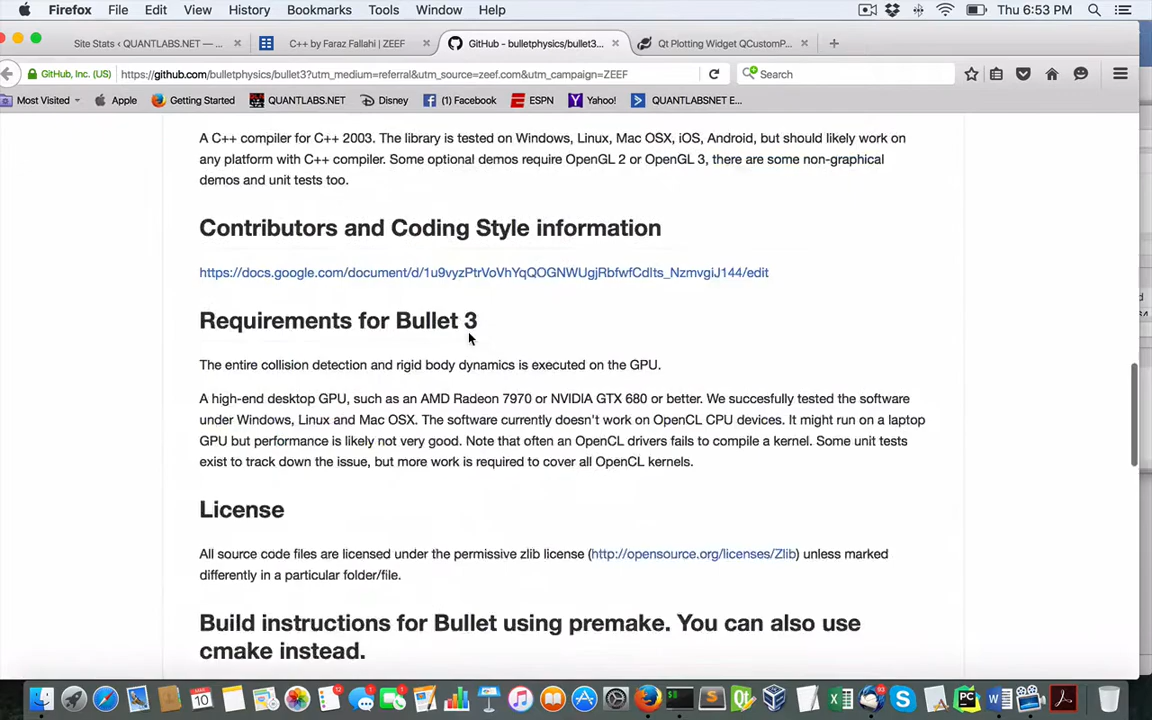 Firefox File Edit View History Bookmarks Tools Window Help Thu 6:53 PM
Site Stats ‹ QUANTLABS.NET — ... C++ by Faraz Fallahi | ZEEF GitHub - bulletphysics/bullet3... Qt Plotting Widget QCustomP...
GitHub, Inc. (US) https://github.com/bulletphysics/bullet3?utm_medium=referral&utm_source=zeef.com&utm_campaign=ZEEF Search
Most Visited Apple Getting Started QUANTLABS.NET Disney (1) Facebook ESPN Yahoo! QUANTLABSNET E...
A C++ compiler for C++ 2003. The library is tested on Windows, Linux, Mac OSX, iOS, Android, but should likely work on
any platform with C++ compiler. Some optional demos require OpenGL 2 or OpenGL 3, there are some non-graphical
demos and unit tests too.
Contributors and Coding Style information
https://docs.google.com/document/d/1u9vyzPtrVoVhYqQOGNWUgjRbfwfCdIts_NzmvgiJ144/edit
Requirements for Bullet 3
The entire collision detection and rigid body dynamics is executed on the GPU.
A high-end desktop GPU, such as an AMD Radeon 7970 or NVIDIA GTX 680 or better. We succesfully tested the software
under Windows, Linux and Mac OSX. The software currently doesn't work on OpenCL CPU devices. It might run on a laptop
GPU but performance is likely not very good. Note that often an OpenCL drivers fails to compile a kernel. Some unit tests
exist to track down the issue, but more work is required to cover all OpenCL kernels.
License
All source code files are licensed under the permissive zlib license (http://opensource.org/licenses/Zlib) unless marked
differently in a particular folder/file.
Build instructions for Bullet using premake. You can also use
cmake instead.